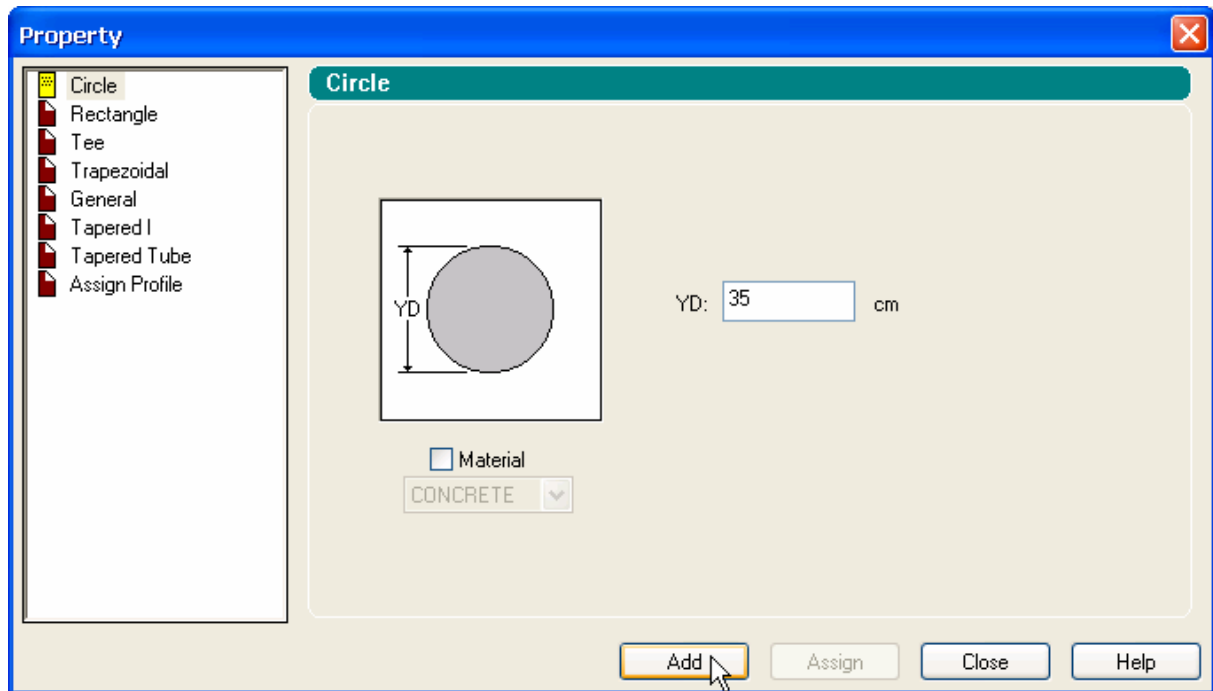 Property
Circle
Rectangle
Tee
Trapezoidal
General
Tapered I
Tapered Tube
Assign Profile
Circle
YD
YD: 35 cm
Material
CONCRETE
Add Assign Close Help